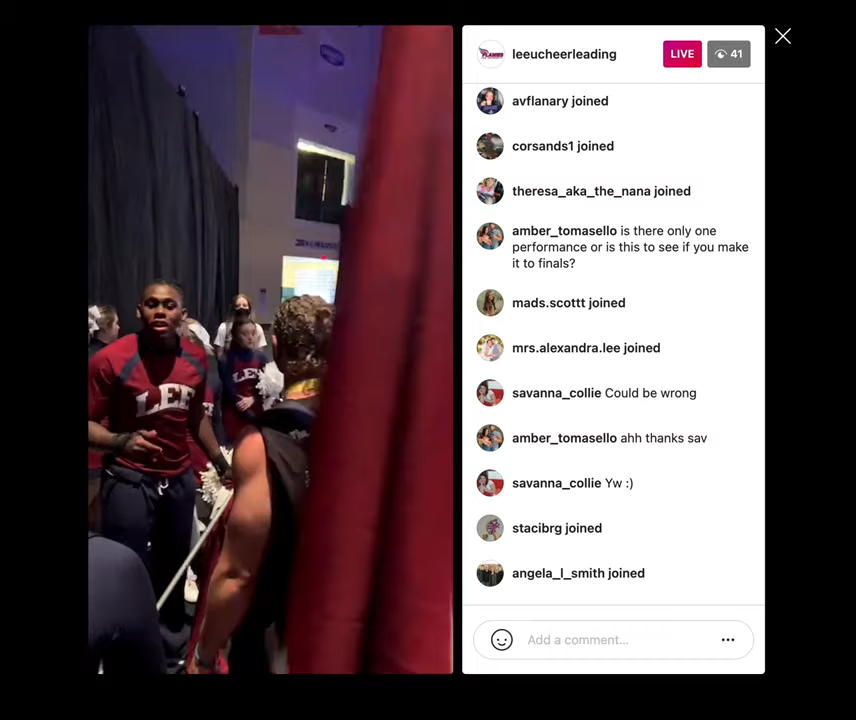 leeucheerleading
LIVE
41
avflanary joined
corsands1 joined
theresa_aka_the_nana joined
amber_tomasello is there only one
performance or is this to see if you make
it to finals?
mads.scottt joined
mrs.alexandra.lee joined
savanna_collie Could be wrong
amber_tomasello ahh thanks sav
savanna_collie Yw :)
stacibrg joined
angela_l_smith joined
Add a comment...
LEE